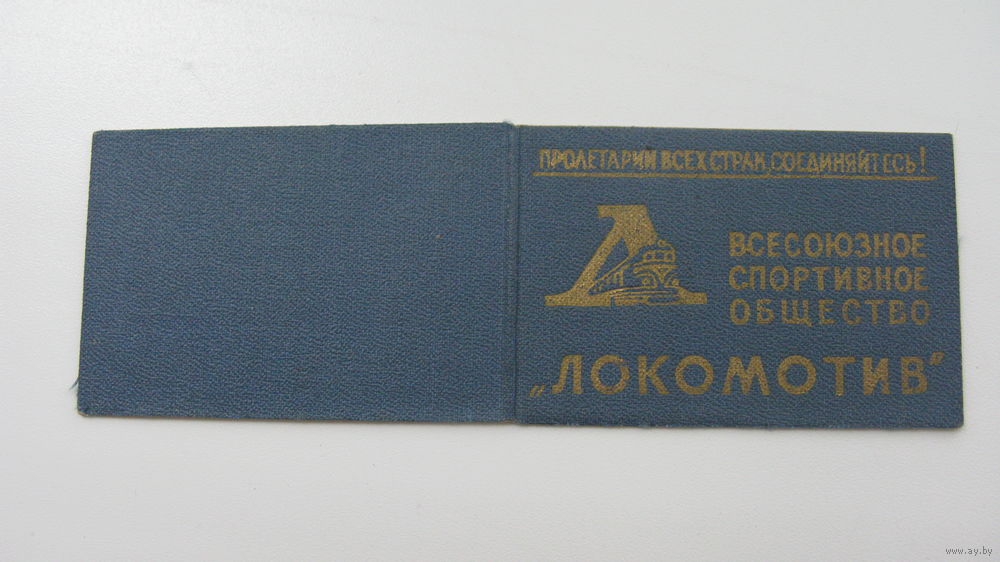 ПРОЛЕТАРИИ ВСЕХ СТРАН, СОЕДИНЯЙТЕСЬ!
ВСЕСОЮЗНОЕ
СПОРТИВНОЕ
ОБЩЕСТВО
„ЛОКОМОТИВ"
www.ay.by